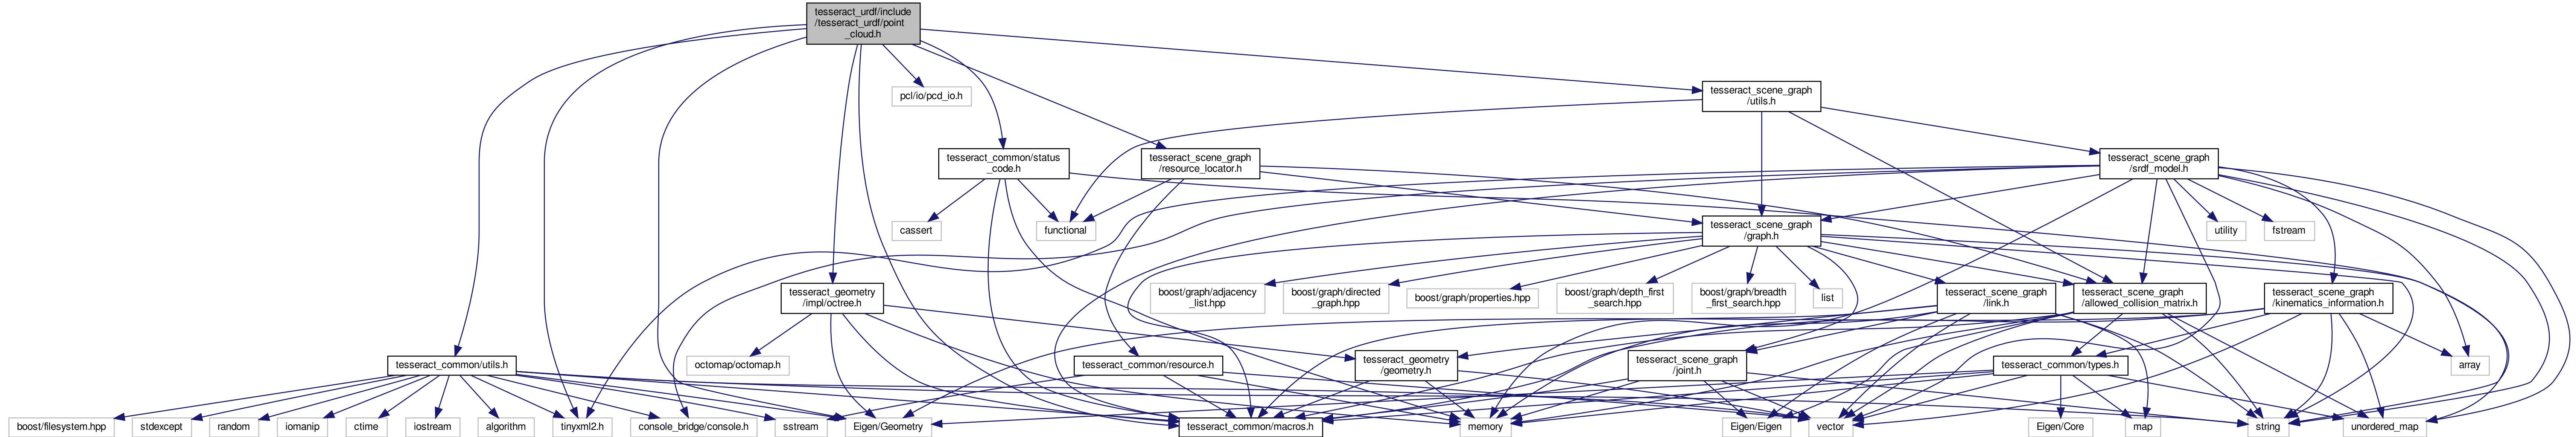 tesseract_urdf/include
/tesseract_urdf/point
_cloud.h
pcl/io/pcd_io.h
tesseract_scene_graph
/utils.h
tesseract_common/status
_code.h
tesseract_scene_graph
/resource_locator.h
tesseract_scene_graph
/srdf_model.h
cassert
functional
tesseract_scene_graph
/graph.h
utility
fstream
tesseract_geometry
/impl/octree.h
boost/graph/adjacency
_list.hpp
boost/graph/directed
_graph.hpp
boost/graph/properties.hpp
boost/graph/depth_first
_search.hpp
boost/graph/breadth
_first_search.hpp
list
tesseract_scene_graph
/link.h
tesseract_scene_graph
/allowed_collision_matrix.h
tesseract_scene_graph
/kinematics_information.h
tesseract_common/utils.h
octomap/octomap.h
tesseract_geometry
/geometry.h
tesseract_common/resource.h
tesseract_scene_graph
/joint.h
tesseract_common/types.h
array
boost/filesystem.hpp
stdexcept
random
iomanip
ctime
iostream
algorithm
tinyxml2.h
console_bridge/console.h
sstream
Eigen/Geometry
tesseract_common/macros.h
memory
Eigen/Eigen
vector
Eigen/Core
map
string
unordered_map